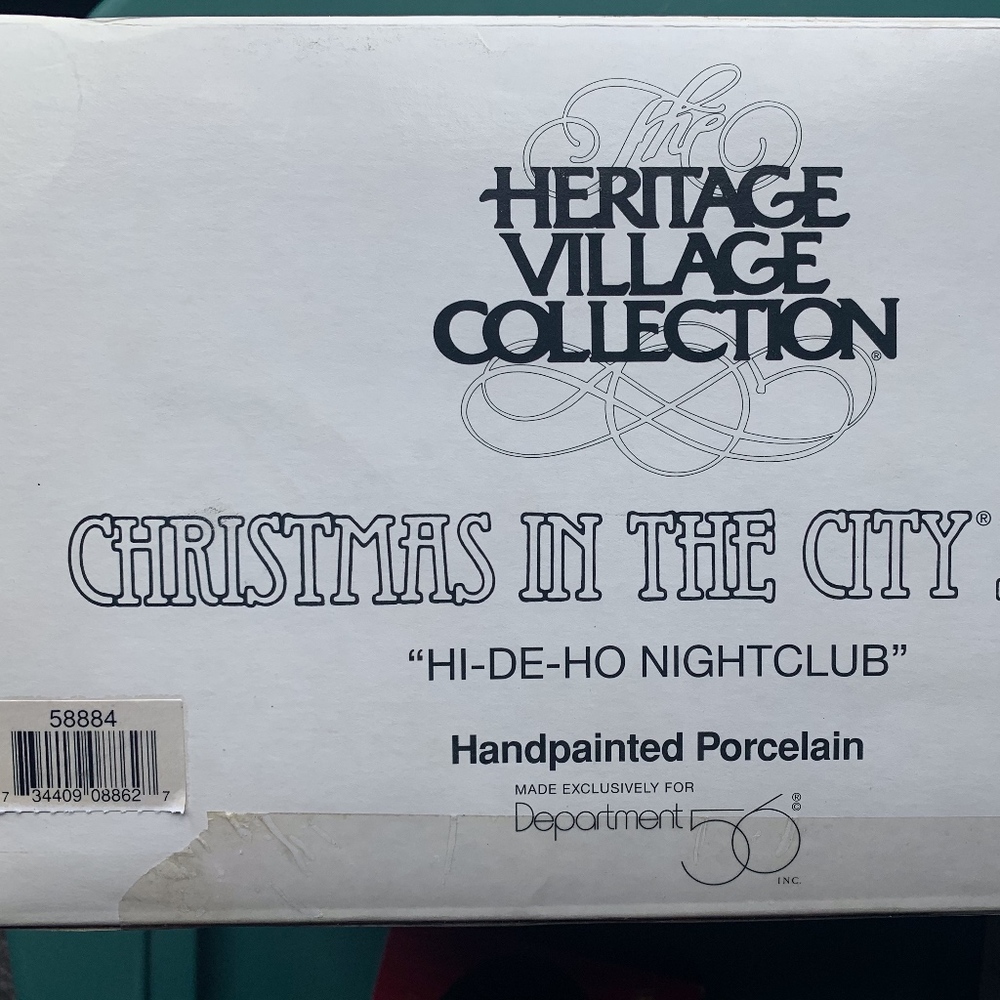 The
HERITAGE
VILLAGE
COLLECTION®
CHRISTMAS IN THE CITY®
“HI-DE-HO NIGHTCLUB”
58884
7 34409 08862 7
Handpainted Porcelain
MADE EXCLUSIVELY FOR
Department 56 ®©
INC.